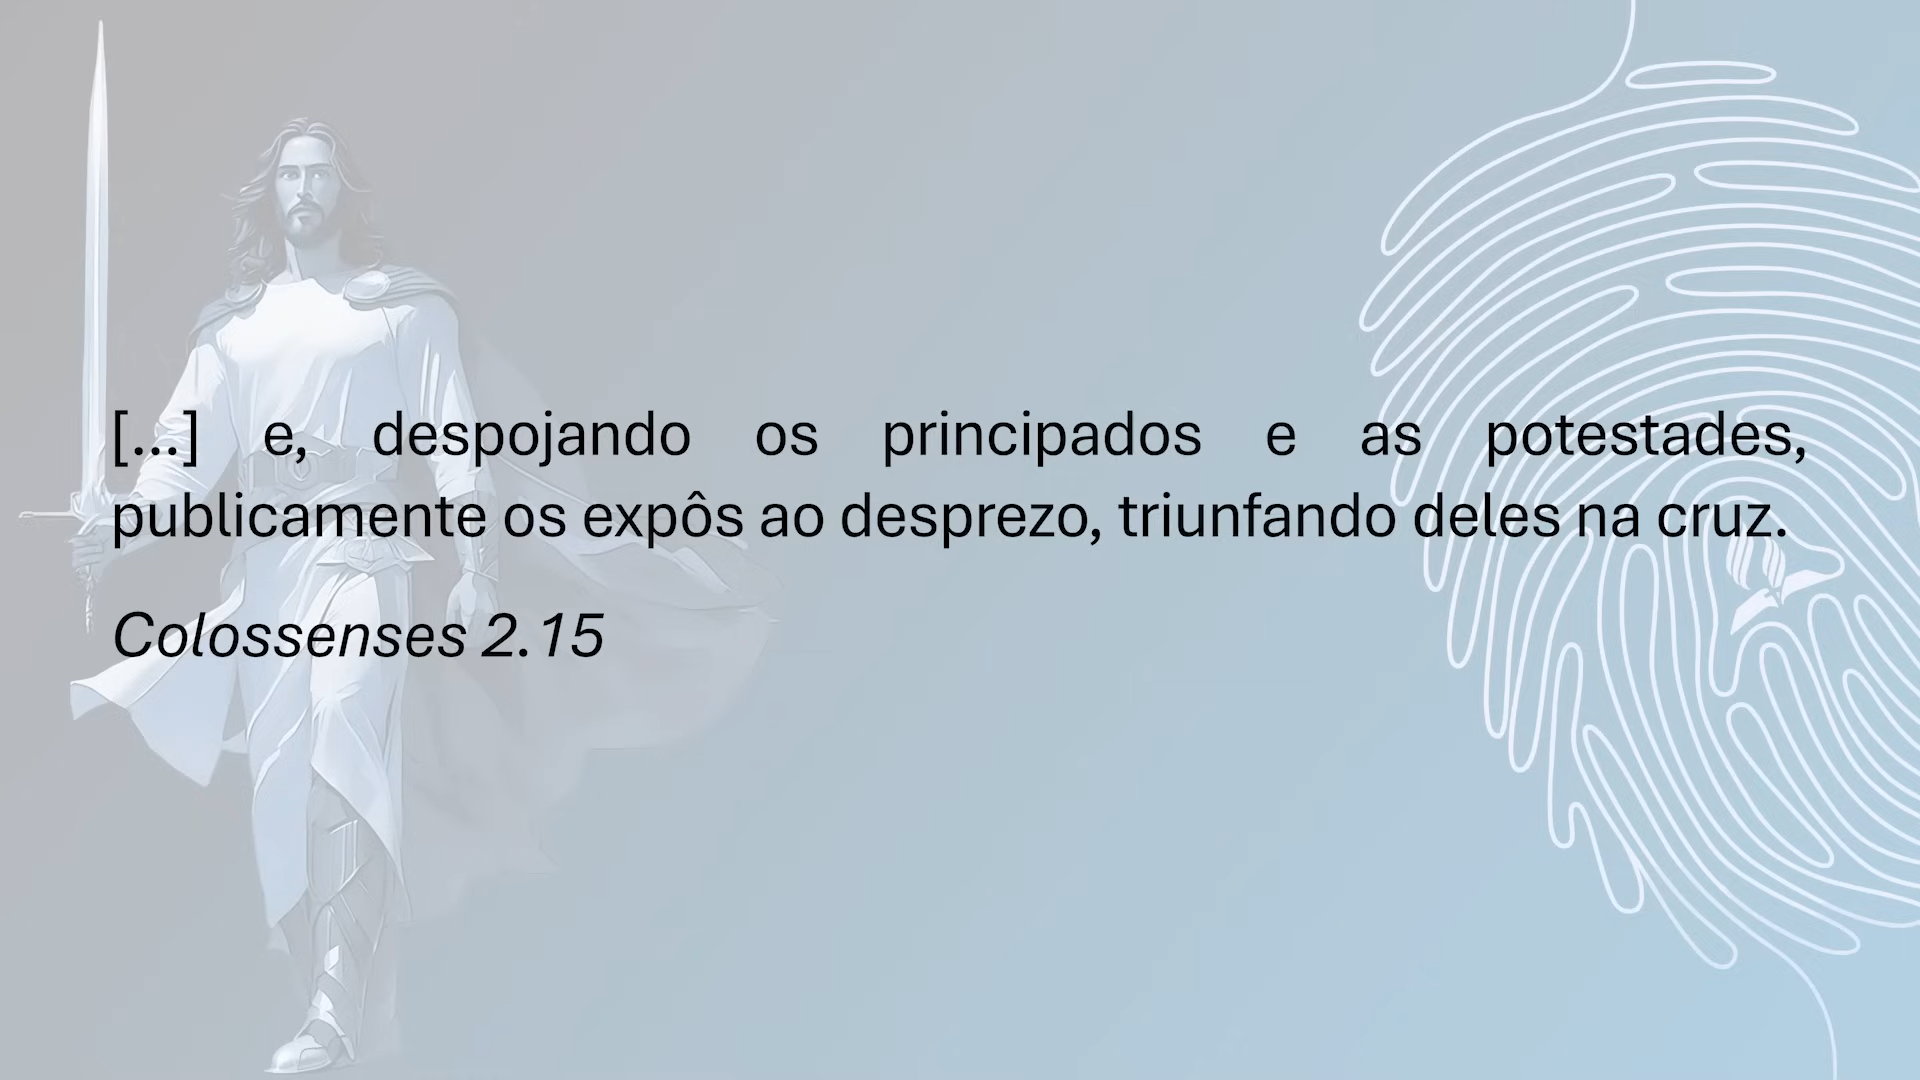 [...] e, despojando os principados e as potestades,
publicamente os expôs ao desprezo, triunfando deles na cruz.
Colossenses 2.15